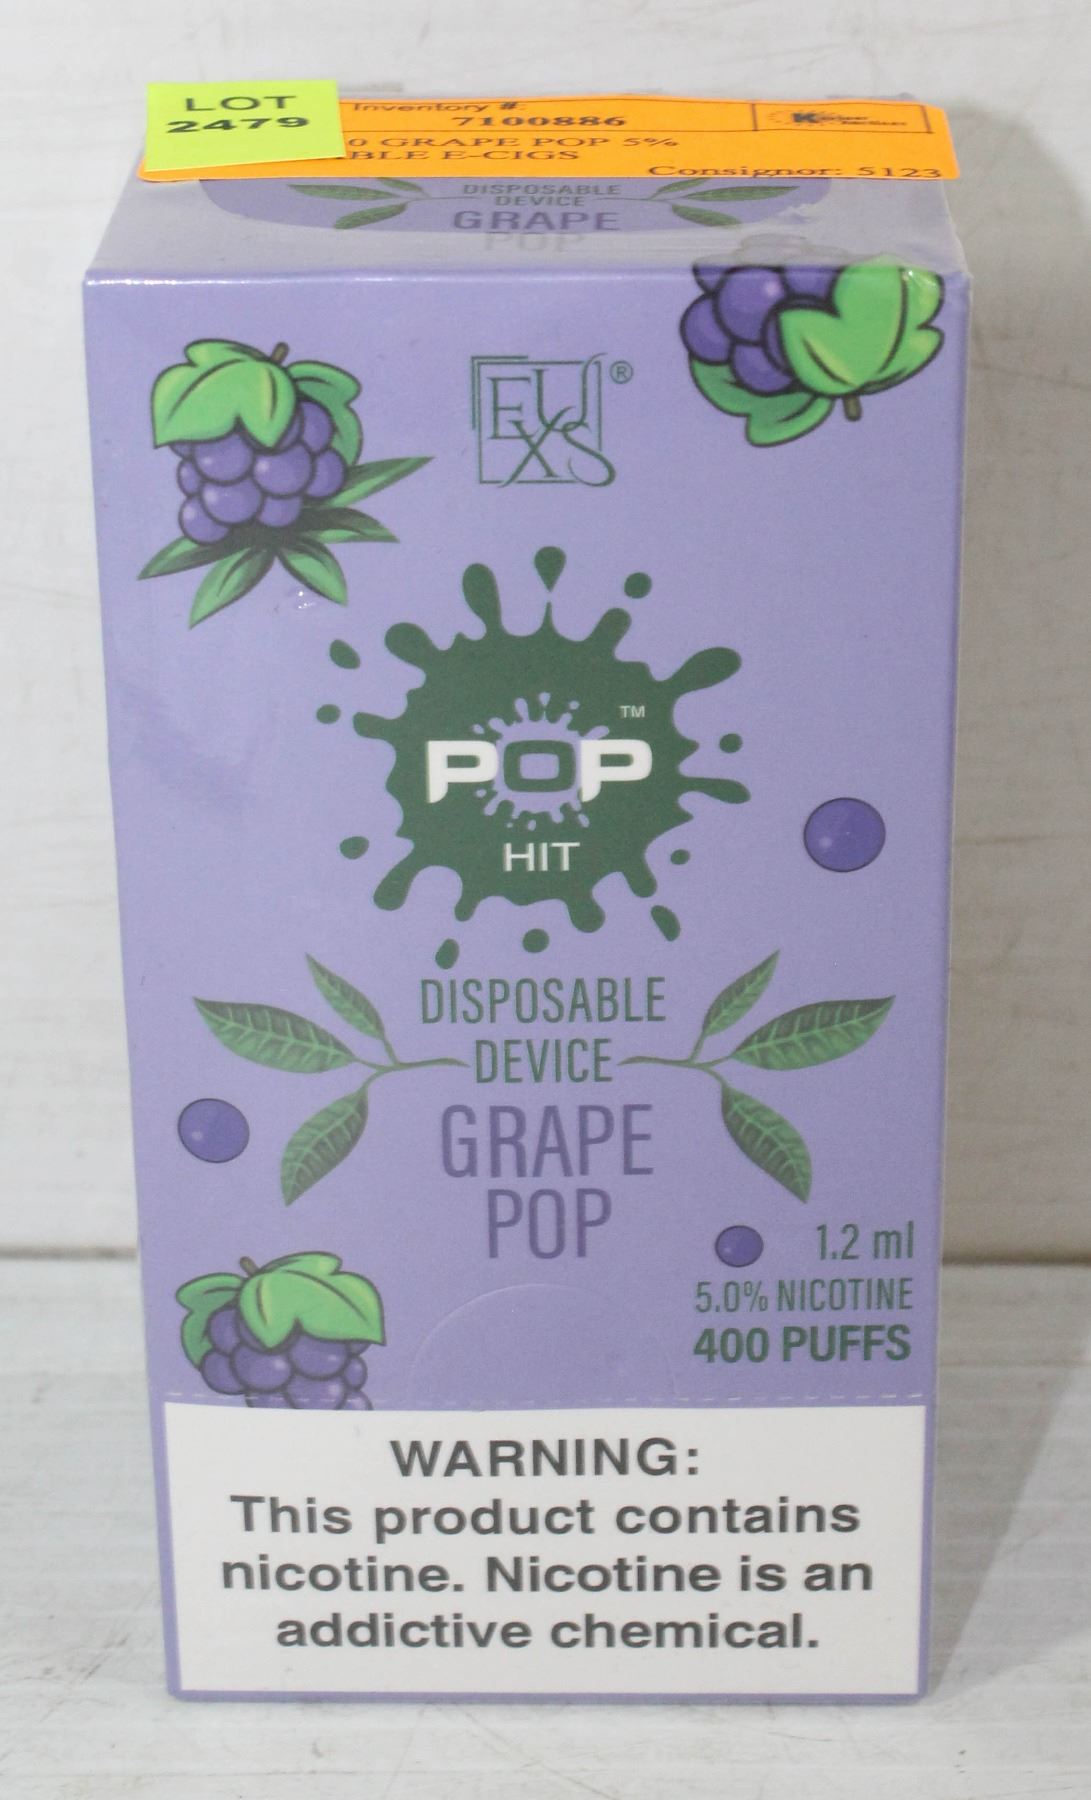 LOT
2479
Inventory #:
7100886
0 GRAPE POP 5%
BLE E-CIGS
Consignor: 5123
DISPOSABLE
DEVICE
GRAPE
POP
EUXS®
POP™
HIT
DISPOSABLE
DEVICE
GRAPE
POP
1.2 ml
5.0% NICOTINE
400 PUFFS
WARNING:
This product contains
nicotine. Nicotine is an
addictive chemical.